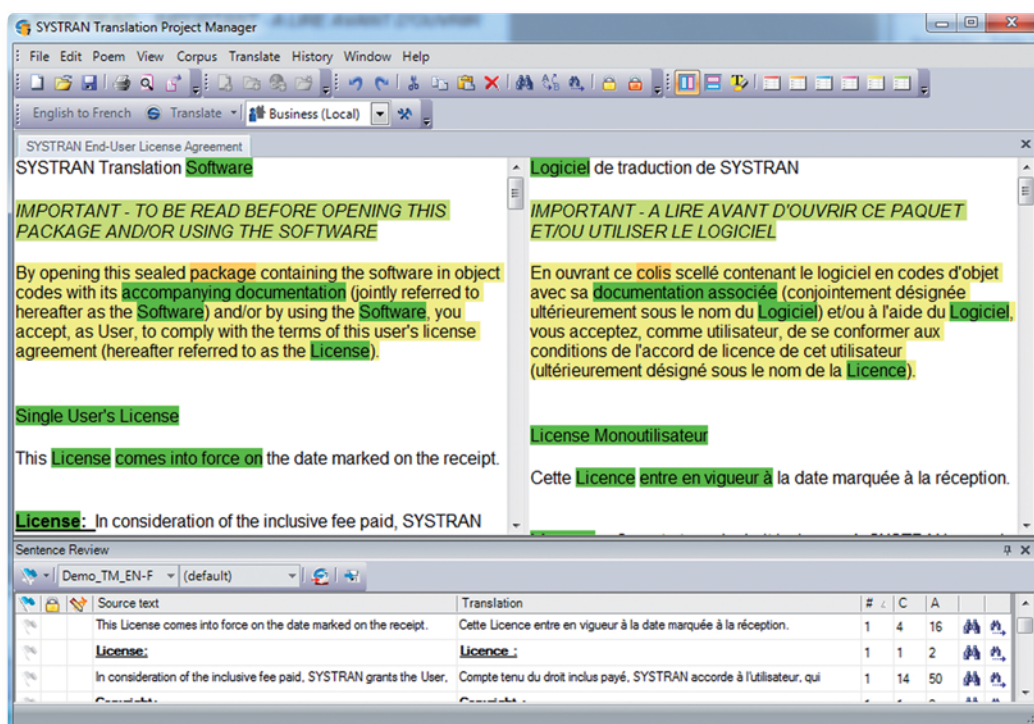 SYSTRAN Translation Project Manager
File Edit Poem View Corpus Translate History Window Help
English to French Translate Business (Local)
SYSTRAN End-User License Agreement
SYSTRAN Translation Software
IMPORTANT - TO BE READ BEFORE OPENING THIS
PACKAGE AND/OR USING THE SOFTWARE
By opening this sealed package containing the software in object
codes with its accompanying documentation (jointly referred to
hereafter as the Software) and/or by using the Software, you
accept, as User, to comply with the terms of this user's license
agreement (hereafter referred to as the License).
Single User's License
This License comes into force on the date marked on the receipt.
License: In consideration of the inclusive fee paid, SYSTRAN
Logiciel de traduction de SYSTRAN
IMPORTANT - A LIRE AVANT D'OUVRIR CE PAQUET
ET/OU UTILISER LE LOGICIEL
En ouvrant ce colis scellé contenant le logiciel en codes d'objet
avec sa documentation associée (conjointement désignée
ultérieurement sous le nom du Logiciel) et/ou à l'aide du Logiciel,
vous acceptez, comme utilisateur, de se conformer aux
conditions de l'accord de licence de cet utilisateur
(ultérieurement désigné sous le nom de la Licence).
License Monoutilisateur
Cette Licence entre en vigueur à la date marquée à la réception.
Sentence Review
Demo_TM_EN-F (default)
Source text Translation # C A
This License comes into force on the date marked on the receipt. Cette Licence entre en vigueur à la date marquée à la réception. 1 4 16
License: Licence : 1 1 2
In consideration of the inclusive fee paid, SYSTRAN grants the User, Compte tenu du droit inclus payé, SYSTRAN accorde à l'utilisateur, qui 1 14 50